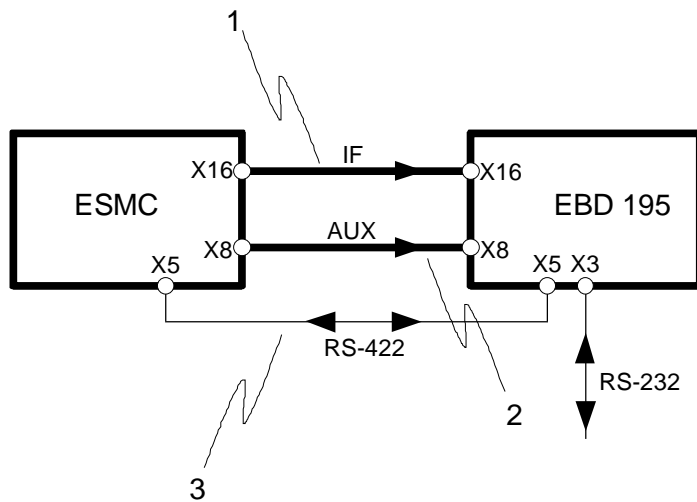 1
IF
X16
X16
ESMC
EBD 195
AUX
X8
X8
X5
X5 X3
RS-422
RS-232
2
3